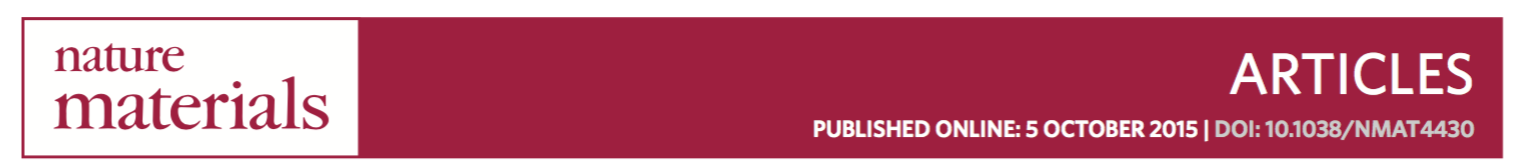 nature
materials
ARTICLES
PUBLISHED ONLINE: 5 OCTOBER 2015 | DOI: 10.1038/NMAT4430